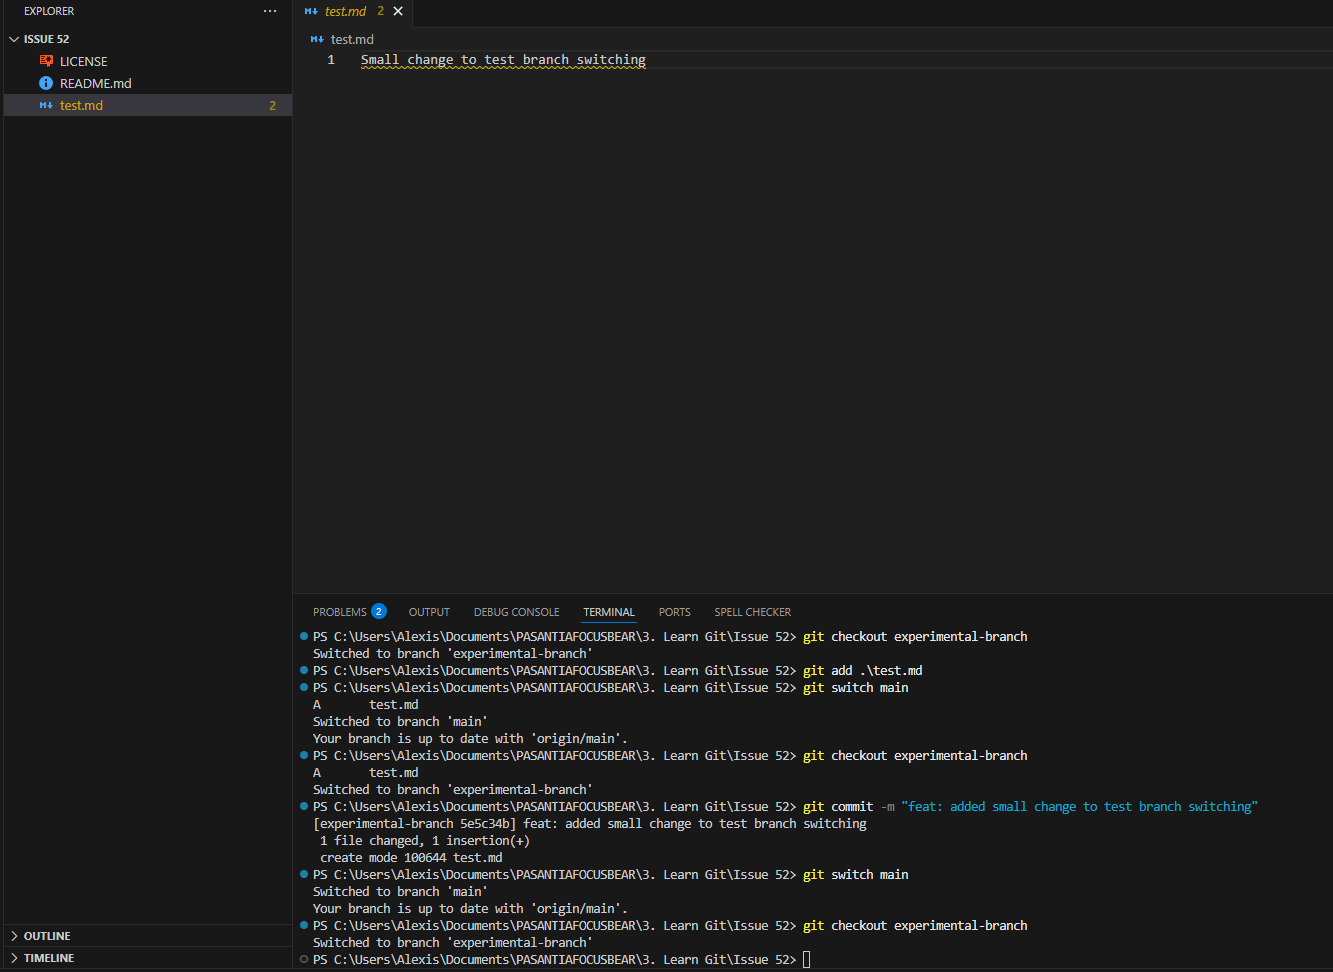 EXPLORER ...
ISSUE 52
LICENSE
README.md
test.md 2
OUTLINE
TIMELINE
test.md 2
test.md
1 Small change to test branch switching
PROBLEMS 2 OUTPUT DEBUG CONSOLE TERMINAL PORTS SPELL CHECKER
PS C:\Users\Alexis\Documents\PASANTIAFOCUSBEAR\3. Learn Git\Issue 52> git checkout experimental-branch
Switched to branch 'experimental-branch'
PS C:\Users\Alexis\Documents\PASANTIAFOCUSBEAR\3. Learn Git\Issue 52> git add .\test.md
PS C:\Users\Alexis\Documents\PASANTIAFOCUSBEAR\3. Learn Git\Issue 52> git switch main
A       test.md
Switched to branch 'main'
Your branch is up to date with 'origin/main'.
PS C:\Users\Alexis\Documents\PASANTIAFOCUSBEAR\3. Learn Git\Issue 52> git checkout experimental-branch
A       test.md
Switched to branch 'experimental-branch'
PS C:\Users\Alexis\Documents\PASANTIAFOCUSBEAR\3. Learn Git\Issue 52> git commit -m "feat: added small change to test branch switching"
[experimental-branch 5e5c34b] feat: added small change to test branch switching
 1 file changed, 1 insertion(+)
 create mode 100644 test.md
PS C:\Users\Alexis\Documents\PASANTIAFOCUSBEAR\3. Learn Git\Issue 52> git switch main
Switched to branch 'main'
Your branch is up to date with 'origin/main'.
PS C:\Users\Alexis\Documents\PASANTIAFOCUSBEAR\3. Learn Git\Issue 52> git checkout experimental-branch
Switched to branch 'experimental-branch'
PS C:\Users\Alexis\Documents\PASANTIAFOCUSBEAR\3. Learn Git\Issue 52>